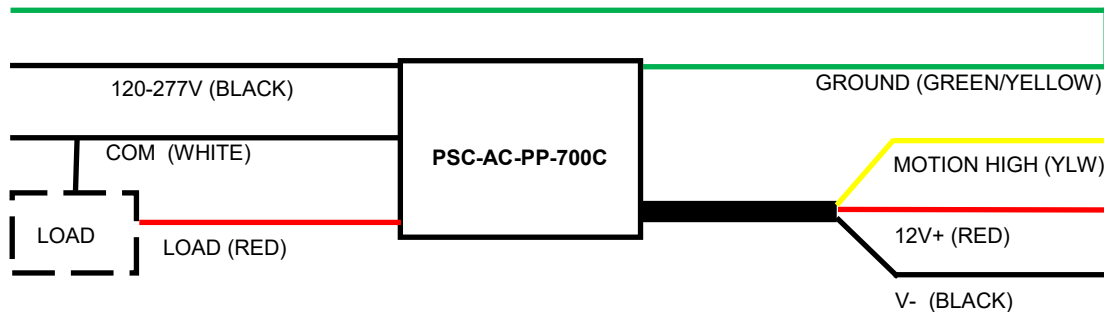 120-277V (BLACK)
GROUND (GREEN/YELLOW)
COM (WHITE)
PSC-AC-PP-700C
MOTION HIGH (YLW)
LOAD
LOAD (RED)
12V+ (RED)
V- (BLACK)